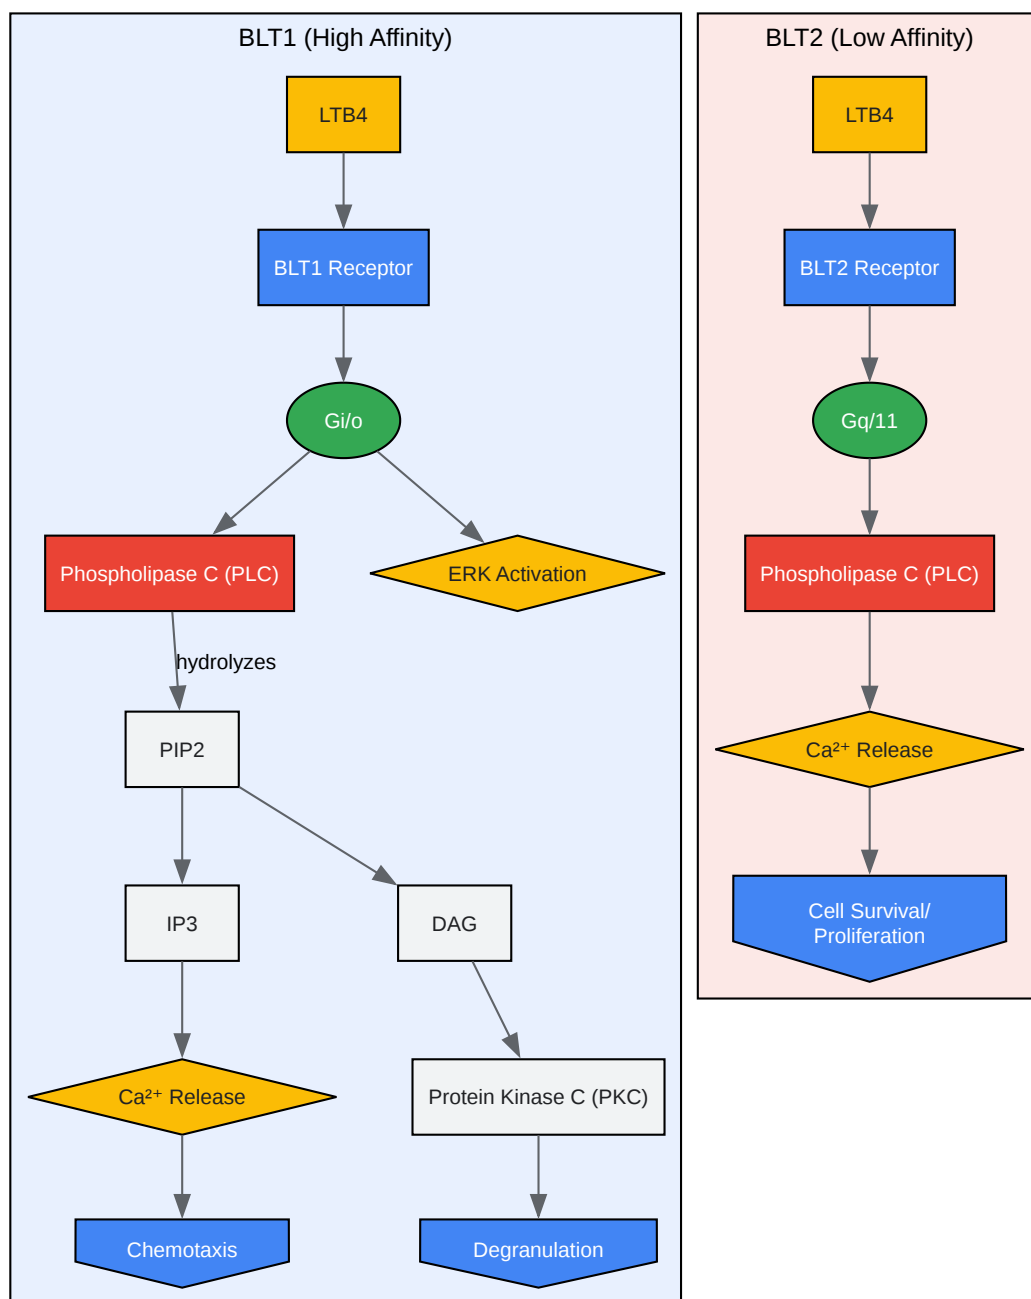 BLT1 (High Affinity)
LTB4
BLT1 Receptor
Gi/o
Phospholipase C (PLC)
ERK Activation
hydrolyzes
PIP2
IP3
DAG
Ca²⁺ Release
Protein Kinase C (PKC)
Chemotaxis
Degranulation
BLT2 (Low Affinity)
LTB4
BLT2 Receptor
Gq/11
Phospholipase C (PLC)
Ca²⁺ Release
Cell Survival/
Proliferation